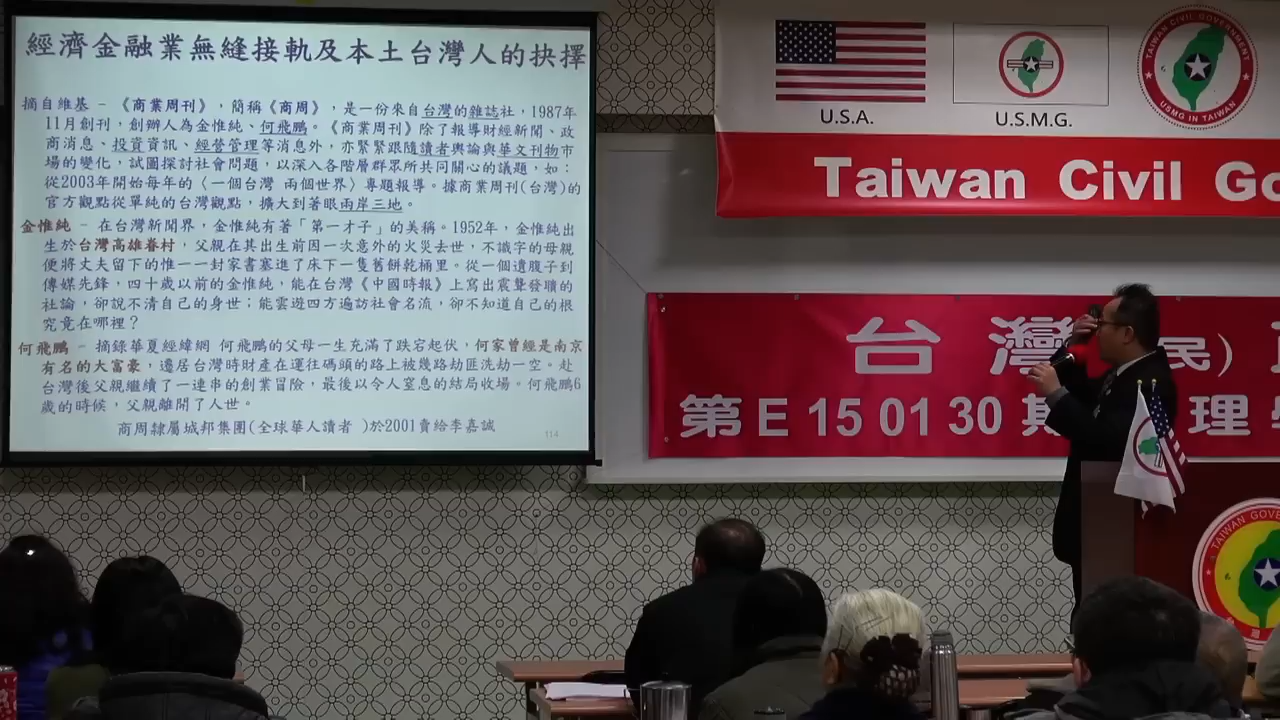 經濟金融業無縫接軌及本土台灣人的抉擇
摘自維基 – 《商業周刊》，簡稱《商周》，是一份來自台灣的雜誌社，1987年
11月創刊，創辦人為金惟純、何飛鵬。《商業周刊》除了報導財經新聞、政
商消息、投資資訊、經營管理等消息外，亦緊緊跟隨讀者輿論與華文刊物市
場的變化，試圖探討社會問題，以深入各階層群眾所共同關心的議題，如：
從2003年開始每年的〈一個台灣 兩個世界〉專題報導。據商業周刊(台灣)的
官方觀點從單純的台灣觀點，擴大到著眼兩岸三地。
金惟純 – 在台灣新聞界，金惟純有著「第一才子」的美稱。1952年，金惟純出
生於台灣高雄眷村，父親在其出生前因一次意外的火災去世，不識字的母親
便將丈夫留下的惟一一封家書塞進了床下一隻舊餅乾桶里。從一個遺腹子到
傳媒先鋒，四十歲以前的金惟純，能在台灣《中國時報》上寫出震聾發聵的
社論，卻說不清自己的身世；能雲遊四方遍訪社會名流，卻不知道自己的根
究竟在哪裡？
何飛鵬 – 摘錄華夏經緯網 何飛鵬的父母一生充滿了跌宕起伏，何家曾經是南京
有名的大富豪，遷居台灣時財產在運往碼頭的路上被幾路劫匪洗劫一空。赴
台灣後父親繼續了一連串的創業冒險，最後以令人窒息的結局收場。何飛鵬6
歲的時候，父親離開了人世。
商周隸屬城邦集團(全球華人讀者 )於2001賣給李嘉誠
114
U.S.A.
U.S.M.G.
TAIWAN CIVIL GOVERNMENT
USMG IN TAIWAN
Taiwan Civil Go
台灣 民)
第E 15 01 30 期 理
TAIWAN GOVE